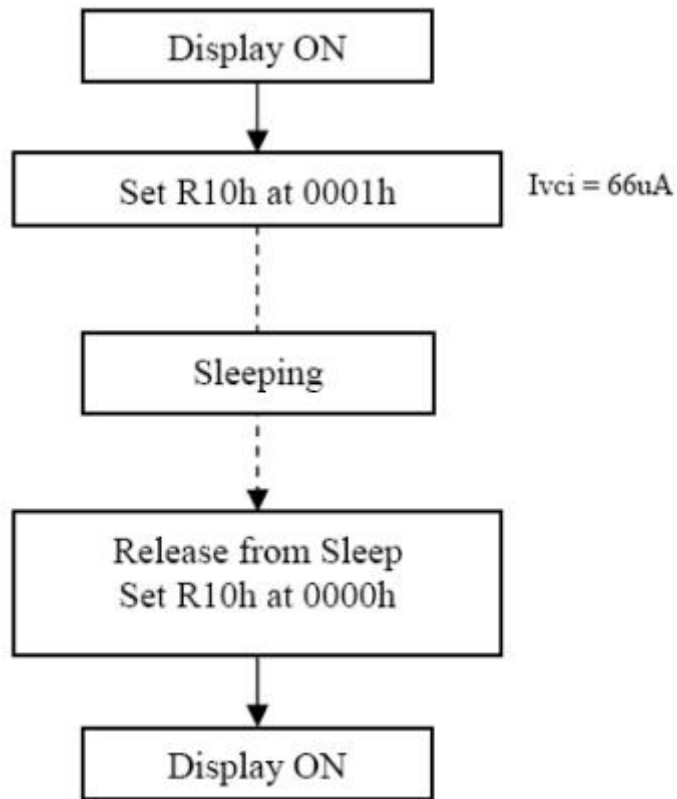 Display ON
Set R10h at 0001h
Ivci = 66uA
Sleeping
Release from Sleep
Set R10h at 0000h
Display ON